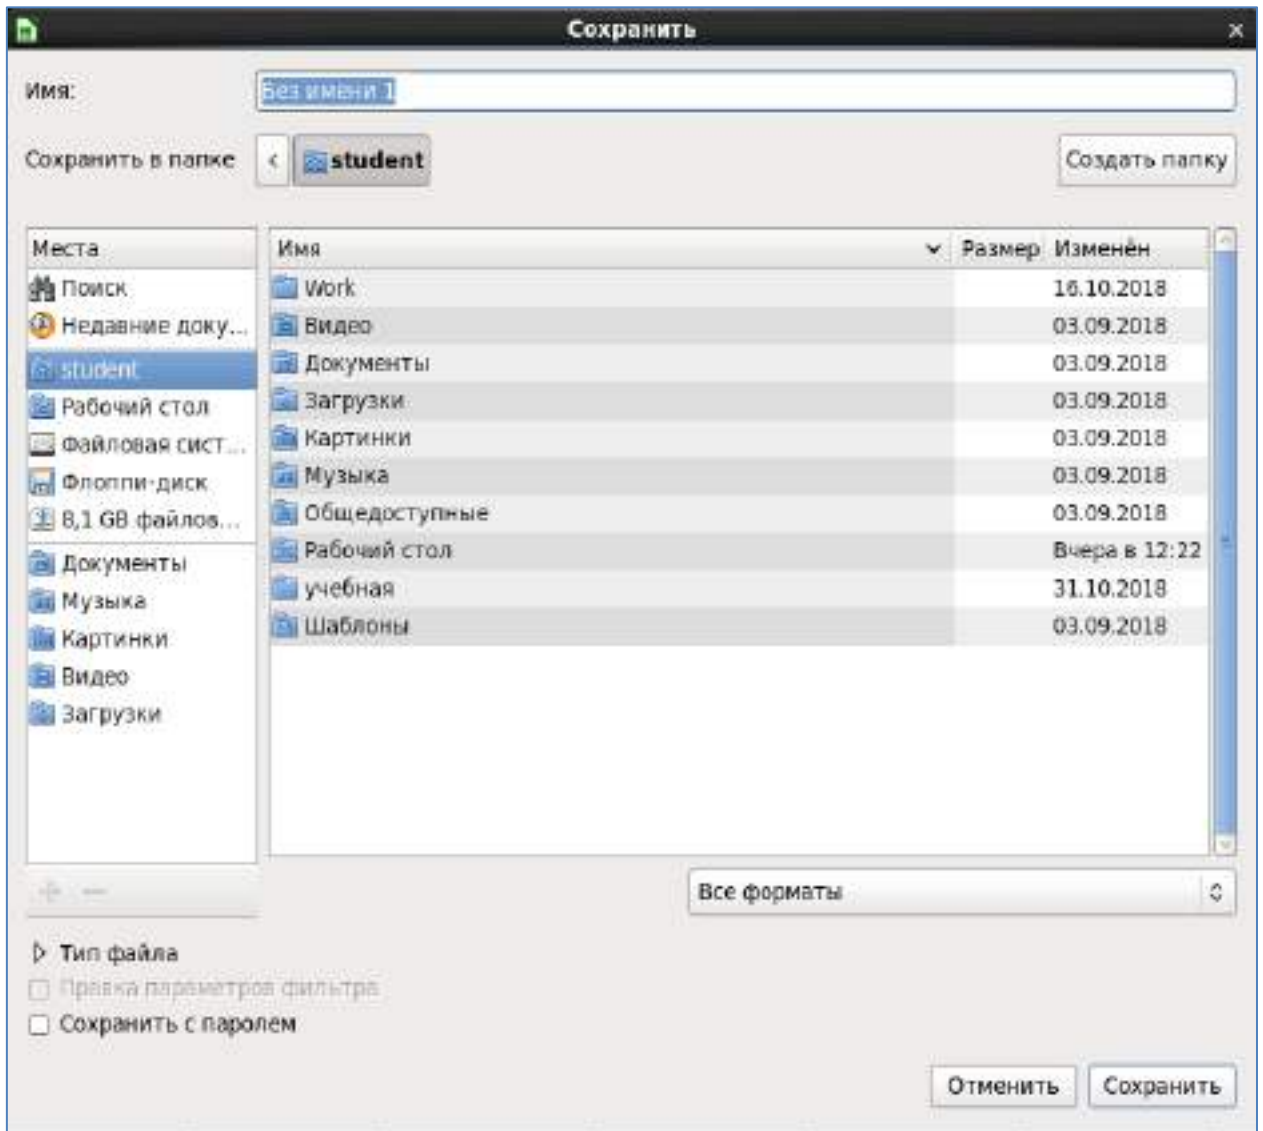 Сохранить
Имя: Без имени 1
Сохранить в папке < student Создать папку
Места
Поиск
Недавние доку...
student
Рабочий стол
Файловая сист...
Флоппи-диск
8,1 GB файлов...
Документы
Музыка
Картинки
Видео
Загрузки
Имя Размер Изменён
Work 16.10.2018
Видео 03.09.2018
Документы 03.09.2018
Загрузки 03.09.2018
Картинки 03.09.2018
Музыка 03.09.2018
Общедоступные 03.09.2018
Рабочий стол Вчера в 12:22
учебная 31.10.2018
Шаблоны 03.09.2018
Все форматы
Тип файла
Правка параметров фильтра
Сохранить с паролем
Отменить Сохранить